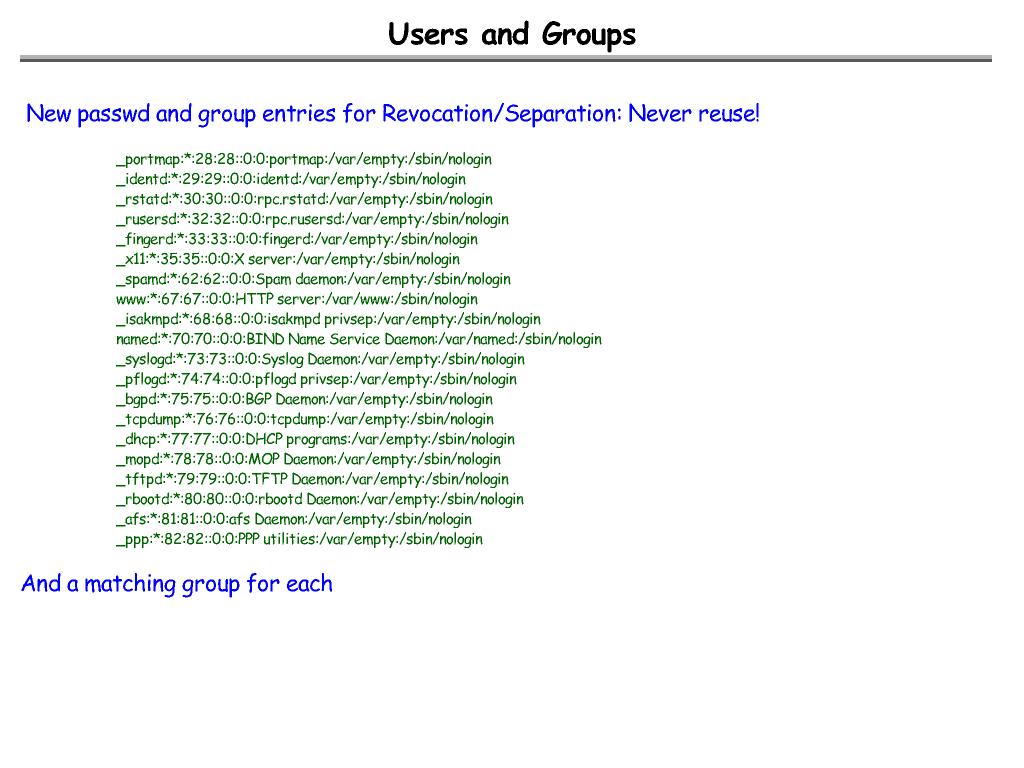 Users and Groups
New passwd and group entries for Revocation/Separation: Never reuse!
_portmap:*:28:28::0:0:portmap:/var/empty:/sbin/nologin
_identd:*:29:29::0:0:identd:/var/empty:/sbin/nologin
_rstatd:*:30:30::0:0:rpc.rstatd:/var/empty:/sbin/nologin
_rusersd:*:32:32::0:0:rpc.rusersd:/var/empty:/sbin/nologin
_fingerd:*:33:33::0:0:fingerd:/var/empty:/sbin/nologin
_x11:*:35:35::0:0:X server:/var/empty:/sbin/nologin
_spamd:*:62:62::0:0:Spam daemon:/var/empty:/sbin/nologin
www:*:67:67::0:0:HTTP server:/var/www:/sbin/nologin
_isakmpd:*:68:68::0:0:isakmpd privsep:/var/empty:/sbin/nologin
named:*:70:70::0:0:BIND Name Service Daemon:/var/named:/sbin/nologin
_syslogd:*:73:73::0:0:Syslog Daemon:/var/empty:/sbin/nologin
_pflogd:*:74:74::0:0:pflogd privsep:/var/empty:/sbin/nologin
_bgpd:*:75:75::0:0:BGP Daemon:/var/empty:/sbin/nologin
_tcpdump:*:76:76::0:0:tcpdump:/var/empty:/sbin/nologin
_dhcp:*:77:77::0:0:DHCP programs:/var/empty:/sbin/nologin
_mopd:*:78:78::0:0:MOP Daemon:/var/empty:/sbin/nologin
_tftpd:*:79:79::0:0:TFTP Daemon:/var/empty:/sbin/nologin
_rbootd:*:80:80::0:0:rbootd Daemon:/var/empty:/sbin/nologin
_afs:*:81:81::0:0:afs Daemon:/var/empty:/sbin/nologin
_ppp:*:82:82::0:0:PPP utilities:/var/empty:/sbin/nologin
And a matching group for each